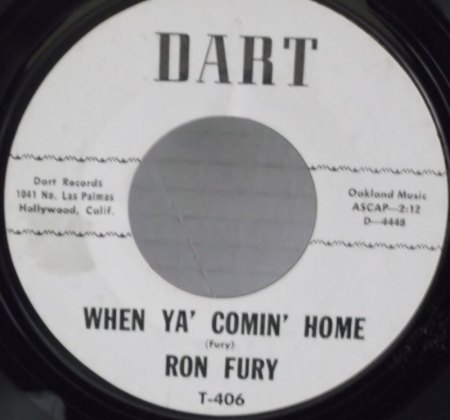 DART
Dart Records
1041 No. Las Palmas
Hollywood, Calif.
Oakland Music
ASCAP—2:12
D—4448
WHEN YA' COMIN' HOME
(Fury)
RON FURY
T-406